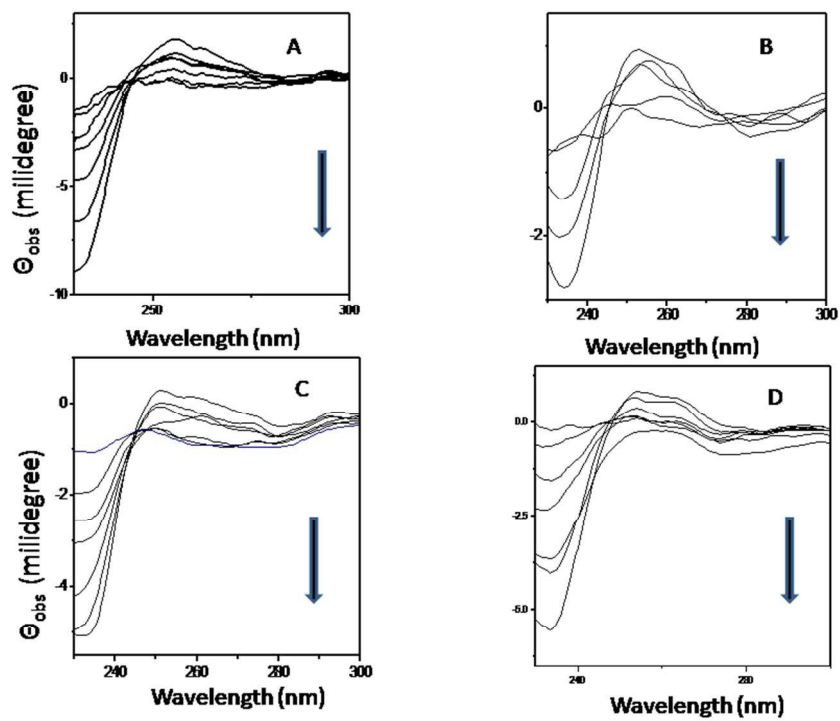 A
0
-5
-10
250
300
Θobs (milidegree)
Wavelength (nm)
B
0
-2
240
260
280
300
Wavelength (nm)
C
0
-2
-4
240
260
280
300
Θobs (milidegree)
Wavelength (nm)
D
0.0
-2.5
-5.0
240
280
Wavelength (nm)